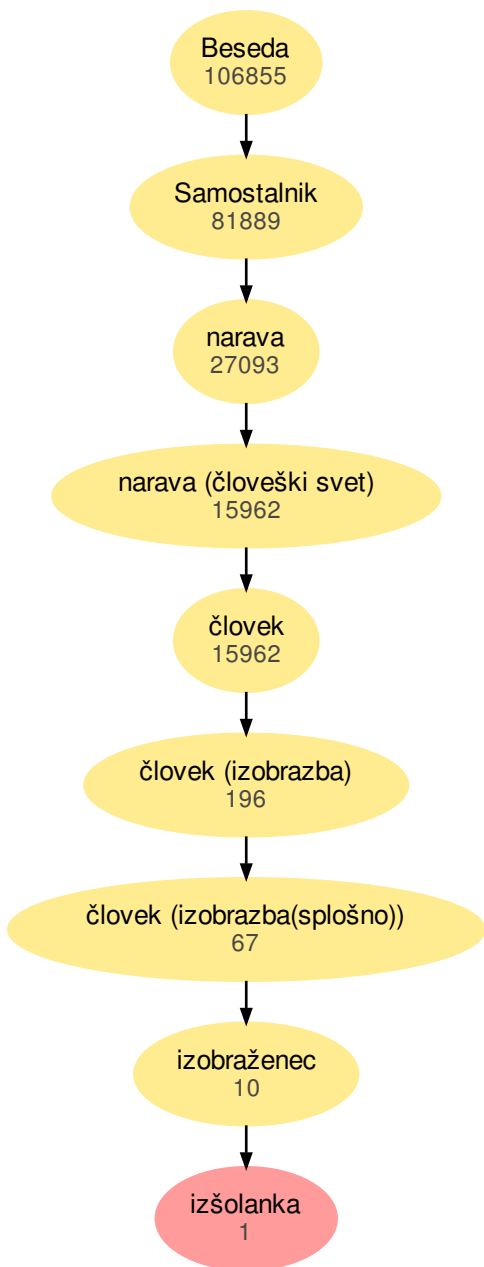 Beseda
106855
Samostalnik
81889
narava
27093
narava (človeški svet)
15962
človek
15962
človek (izobrazba)
196
človek (izobrazba(splošno))
67
izobraženec
10
izšolanka
1